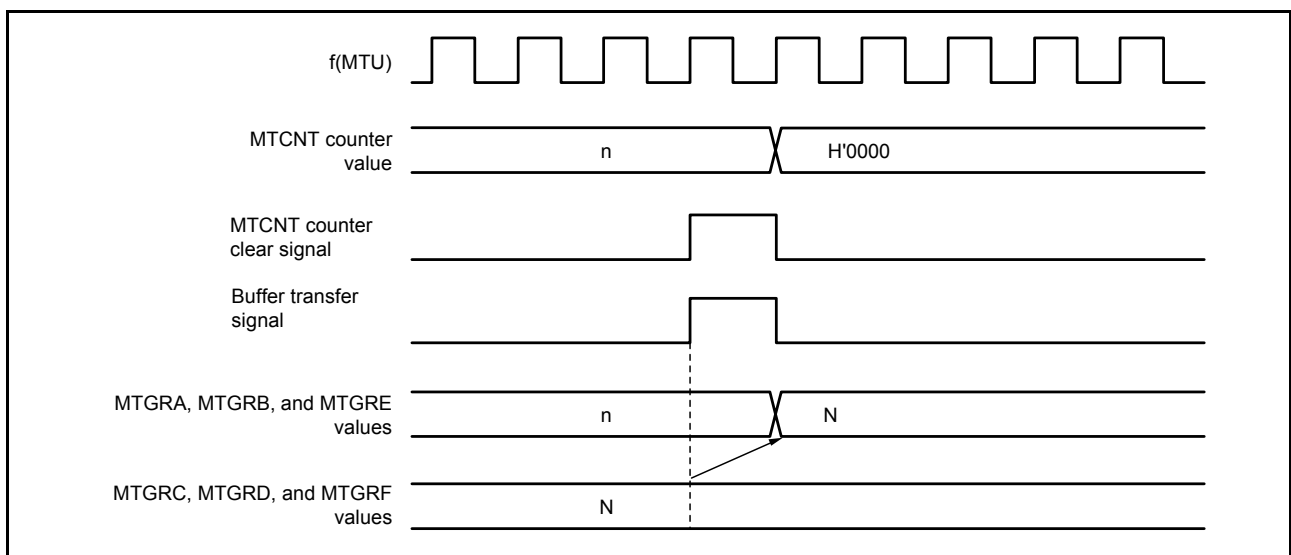 f(MTU)
MTCNT counter
value
n
H'0000
MTCNT counter
clear signal
Buffer transfer
signal
MTGRA, MTGRB, and MTGRE
values
n
N
MTGRC, MTGRD, and MTGRF
values
N